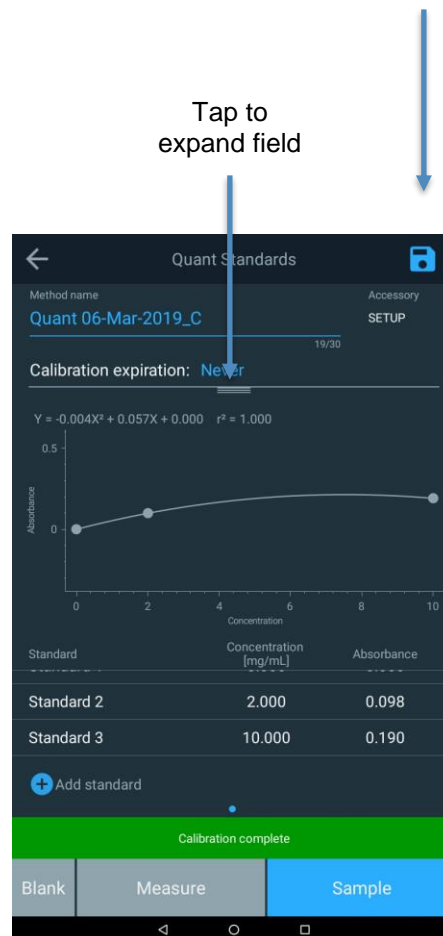 Tap to
expand field
Quant Standards
Method name
Accessory
Quant 06-Mar-2019_C
SETUP
19/30
Calibration expiration: Never
Y = -0.004X² + 0.057X + 0.000 r² = 1.000
0.5
Absorbance
0
0 2 4 6 8 10
Concentration
Standard Concentration [mg/mL] Absorbance
Standard 2 2.000 0.098
Standard 3 10.000 0.190
Add standard
Calibration complete
Blank Measure Sample